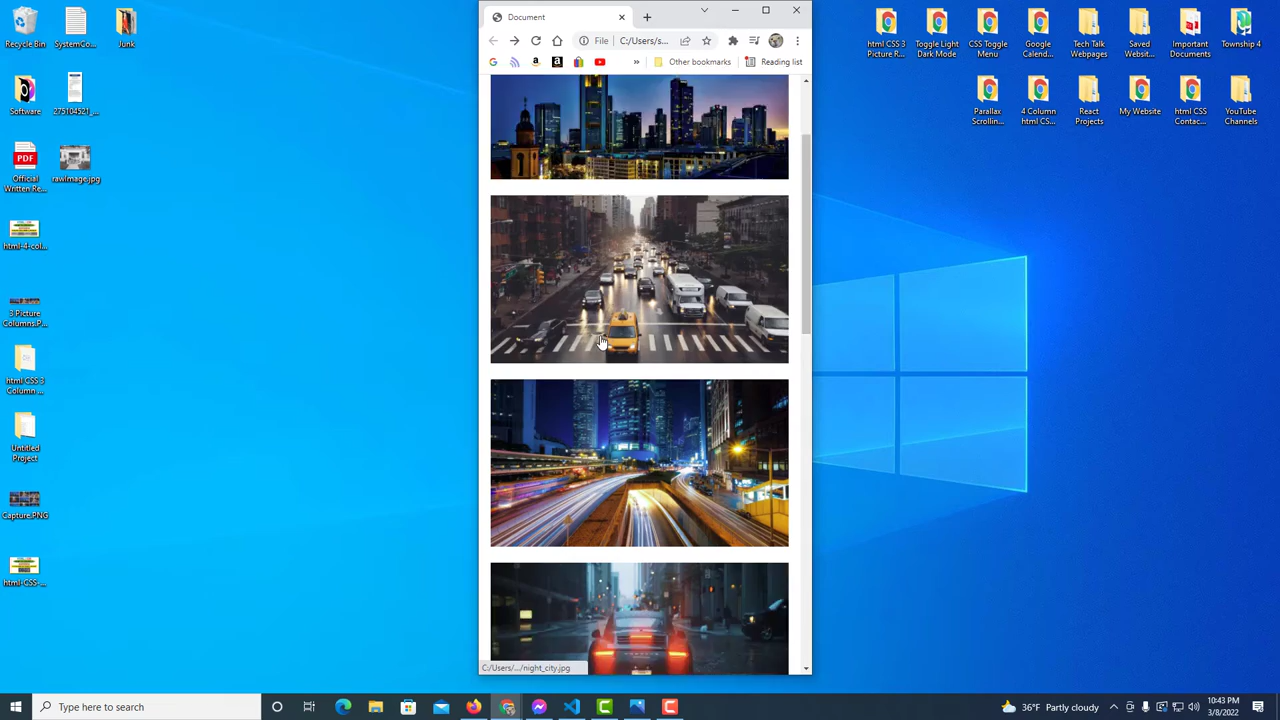 Recycle Bin
SystemCo...
Junk
Software
275104521_...
PDF
Official
Written Re...
rawimage.jpg
html-4-col...
3 Picture
Columns.P...
html CSS 3
Column ...
Untitled
Project
Capture.PNG
html-CSS-...
Document
File
C:/Users/s...
Other bookmarks
Reading list
C:/Users/.../night_city.jpg
html CSS 3
Picture R...
Toggle Light
Dark Mode
CSS Toggle
Menu
Google
Calend...
Tech Talk
Webpages
Saved
Websit...
Important
Documents
Township 4
Parallax
Scrollin...
4 Column
html CS...
React
Projects
My Website
html CSS
Contac...
YouTube
Channels
Type here to search
36°F Partly cloudy
10:43 PM
3/8/2022